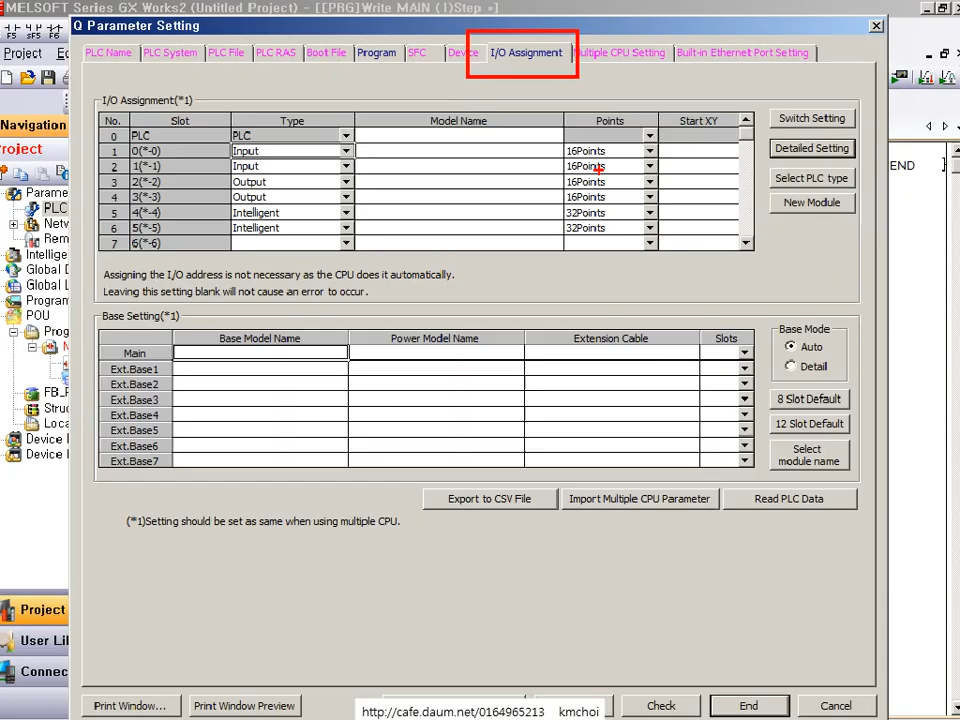 MELSOFT Series GX Works2 (Untitled Project) - [[PRG]Write MAIN (1)Step *]
Q Parameter Setting
F5 F5 F6
Project
PLC Name PLC System PLC File PLC RAS Boot File Program SFC Device I/O Assignment Multiple CPU Setting Built-in Ethernet Port Setting
Navigation
Project
Parame
PLC
Netw
Rem
Intellige
Global D
Global L
Program
POU
Prog
FB_F
Struc
Loca
Device I
Device I
Project
User Lil
Connec
END
I/O Assignment(*1)
No. Slot Type Model Name Points Start XY
0 PLC PLC
1 0(*-0) Input 16Points
2 1(*-1) Input 16Points
3 2(*-2) Output 16Points
4 3(*-3) Output 16Points
5 4(*-4) Intelligent 32Points
6 5(*-5) Intelligent 32Points
7 6(*-6)
Switch Setting
Detailed Setting
Select PLC type
New Module
Assigning the I/O address is not necessary as the CPU does it automatically.
Leaving this setting blank will not cause an error to occur.
Base Setting(*1)
Base Model Name Power Model Name Extension Cable Slots
Main
Ext.Base1
Ext.Base2
Ext.Base3
Ext.Base4
Ext.Base5
Ext.Base6
Ext.Base7
Base Mode
Auto
Detail
8 Slot Default
12 Slot Default
Select
module name
Export to CSV File Import Multiple CPU Parameter Read PLC Data
(*1)Setting should be set as same when using multiple CPU.
Print Window... Print Window Preview Check End Cancel
http://cafe.daum.net/0164965213 kmchoi